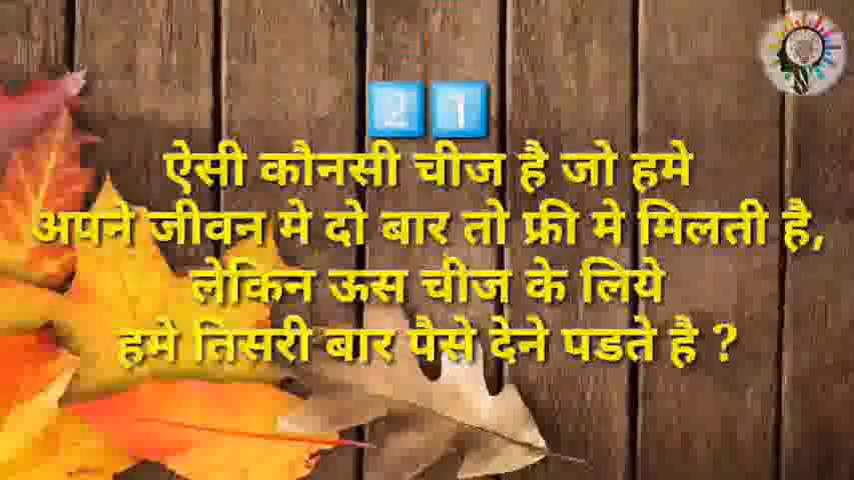 21
ऐसी कौनसी चीज है जो हमे
अपने जीवन मे दो बार तो फ्री मे मिलती है,
लेकिन ऊस चीज के लिये
हमे तिसरी बार पैसे देने पडते है ?